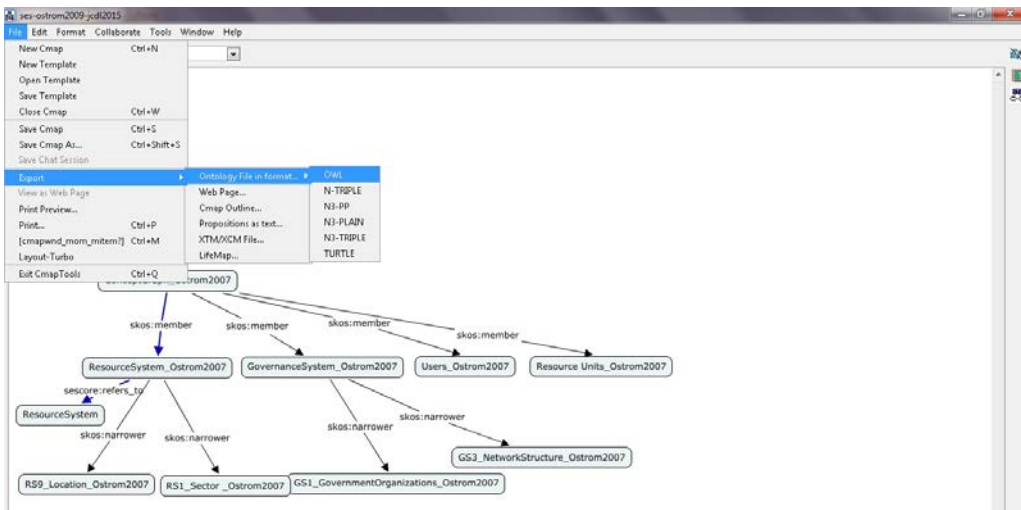 ses-ostrom2009-jcdl2015
File Edit Format Collaborate Tools Window Help
New Cmap Ctrl+N
New Template
Open Template
Save Template
Close Cmap Ctrl+W
Save Cmap Ctrl+S
Save Cmap As... Ctrl+Shift+S
Save Chat Session
Export
View as Web Page
Print Preview...
Print... Ctrl+P
[cmapwnd_mom_mitem?] Ctrl+M
Layout-Turbo
Exit CmapTools Ctrl+Q
Ontology File in format...
Web Page...
Cmap Outline...
Propositions as text...
XTM/XCM File...
LifeMap...
OWL
N-TRIPLE
N3-PP
N3-PLAIN
N3-TRIPLE
TURTLE
skos:member
skos:member
skos:member
skos:member
ResourceSystem_Ostrom2007
GovernanceSystem_Ostrom2007
Users_Ostrom2007
Resource Units_Ostrom2007
sescore:refers_to
ResourceSystem
skos:narrower
skos:narrower
skos:narrower
skos:narrower
GS3_NetworkStructure_Ostrom2007
RS9_Location_Ostrom2007
RS1_Sector _Ostrom2007
GS1_GovernmentOrganizations_Ostrom2007